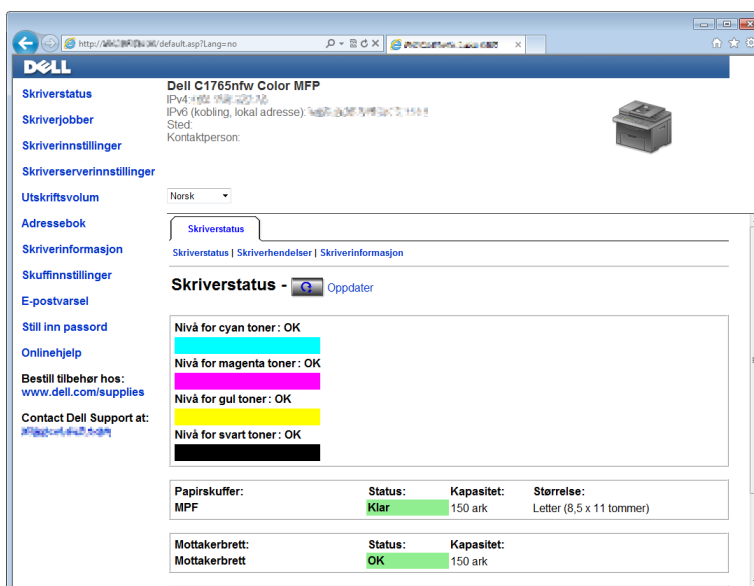 http:// /default.asp?Lang=no
DELL
Dell C1765nfw Color MFP
IPv4:
IPv6 (kobling, lokal adresse):
Sted:
Kontaktperson:
Skriverstatus
Skriverjobber
Skriverinnstillinger
Skriverserverinnstillinger
Utskriftsvolum
Adressebok
Skriverinformasjon
Skuffinnstillinger
E-postvarsel
Still inn passord
Onlinehjelp
Bestill tilbehør hos:
www.dell.com/supplies
Contact Dell Support at:
Norsk
Skriverstatus
Skriverstatus | Skriverhendelser | Skriverinformasjon
Skriverstatus - Oppdater
Nivå for cyan toner: OK
Nivå for magenta toner: OK
Nivå for gul toner: OK
Nivå for svart toner: OK
Papirskuffer: Status: Kapasitet: Størrelse:
MPF Klar 150 ark Letter (8,5 x 11 tommer)
Mottakerbrett: Status: Kapasitet:
Mottakerbrett OK 150 ark